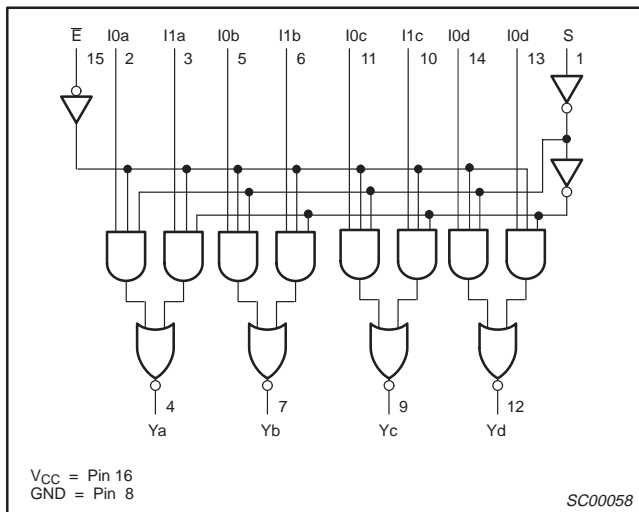 E I0a I1a I0b I1b I0c I1c I0d I0d S
15 2 3 5 6 11 10 14 13 1
4 7 9 12
Ya Yb Yc Yd
VCC = Pin 16
GND = Pin 8
SC00058